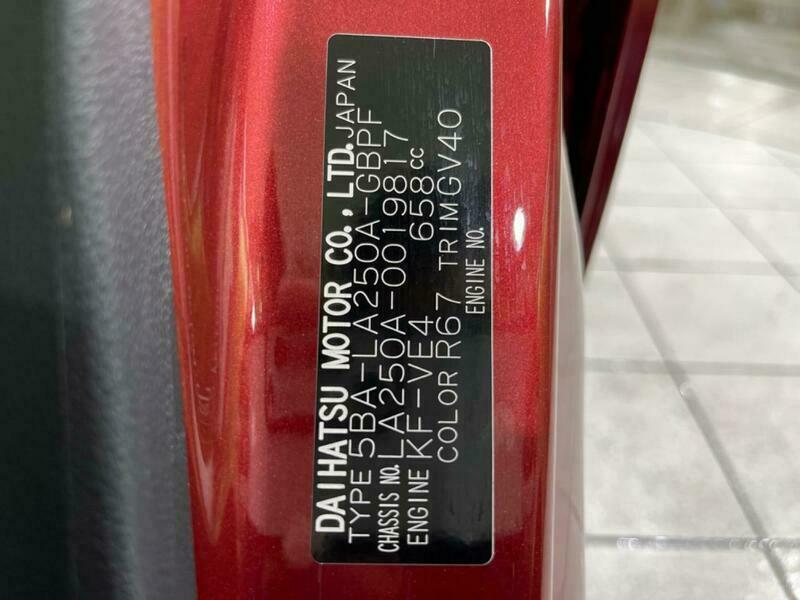 DAIHATSU MOTOR CO., LTD. JAPAN
TYPE 5BA-LA250A-GBPF
CHASSIS NO. LA250A-0019817
ENGINE KF-VE4 658cc
COLOR R67 TRIM GV40
ENGINE NO.